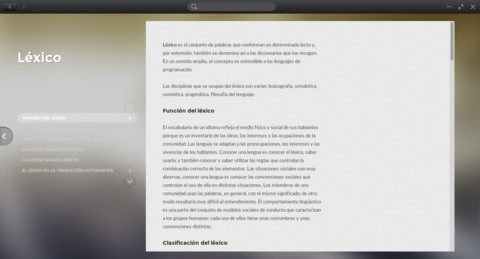 Léxico
FUNCIÓN DEL LÉXICO
EL LÉXICO EN LA TRADUCCIÓN AUTOMÁTICA
Léxico es el conjunto de palabras que conforman un determinado lecto y,
por extensión, también se denomina así a los diccionarios que los recogen.
En un sentido amplio, el concepto es extendible a los lenguajes de
programación.
Las disciplinas que se ocupan del léxico son varias: lexicografía, semántica,
semiótica, pragmática, filosofía del lenguaje.
Función del léxico
El vocabulario de un idioma refleja el medio físico y social de sus hablantes
porque es un inventario de las ideas, los intereses y las ocupaciones de la
comunidad. Las lenguas se adaptan a las preocupaciones, los intereses y las
vivencias de los hablantes. Conocer una lengua es conocer el léxico, saber
usarlo, y también conocer y saber utilizar las reglas que controlan la
combinación correcta de los elementos. Las situaciones sociales son muy
diversas, conocer una lengua es conocer las convenciones sociales que
controlan el uso de ella en distintas situaciones. Los miembros de una
comunidad usan las palabras, en general, con el mismo significado, de otro
modo resultaría muy difícil el entendimiento. El comportamiento lingüístico
es una parte del conjunto de modelos sociales de conducta que caracterizan
a los grupos humanos: cada uno de ellos tiene unas costumbres y unas
convenciones distintas.
Clasificación del léxico